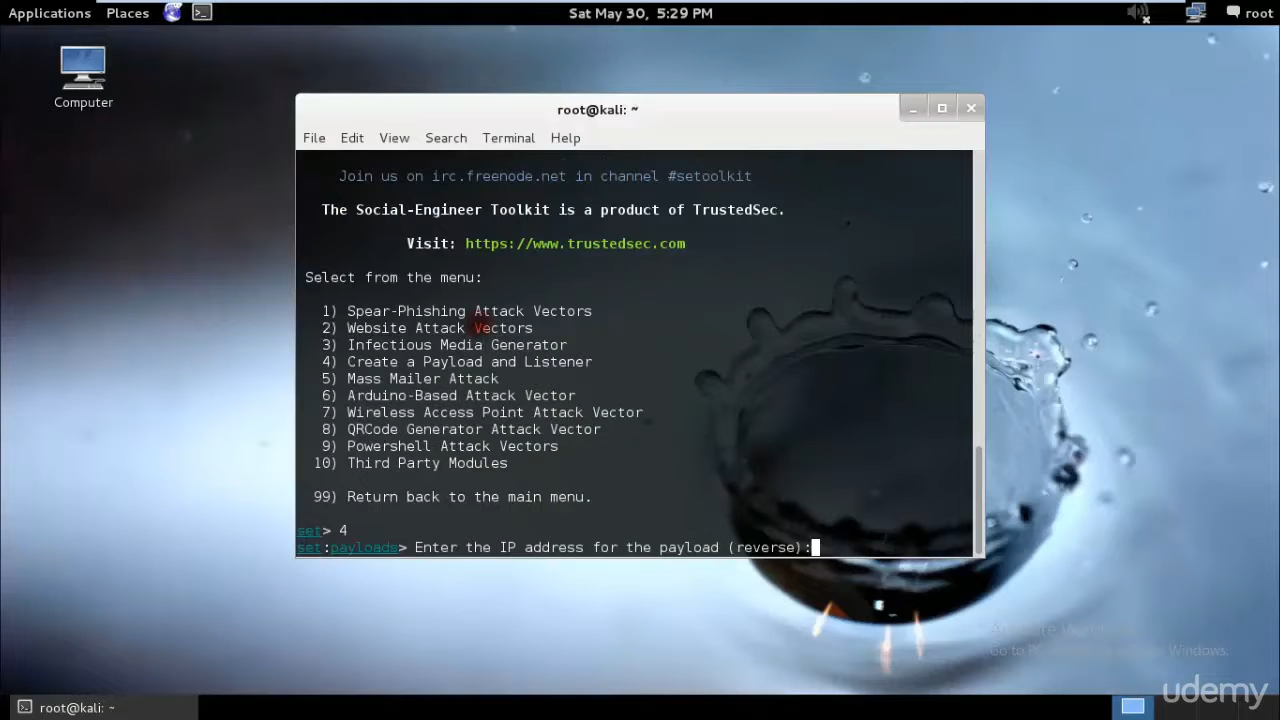 Applications Places Sat May 30, 5:29 PM root
Computer
root@kali: ~
File Edit View Search Terminal Help
Join us on irc.freenode.net in channel #setoolkit
The Social-Engineer Toolkit is a product of TrustedSec.
Visit: https://www.trustedsec.com
Select from the menu:
1) Spear-Phishing Attack Vectors
2) Website Attack Vectors
3) Infectious Media Generator
4) Create a Payload and Listener
5) Mass Mailer Attack
6) Arduino-Based Attack Vector
7) Wireless Access Point Attack Vector
8) QRCode Generator Attack Vector
9) Powershell Attack Vectors
10) Third Party Modules
99) Return back to the main menu.
set> 4
set:payloads> Enter the IP address for the payload (reverse):
Go to Windows.
udemy
root@kali: ~